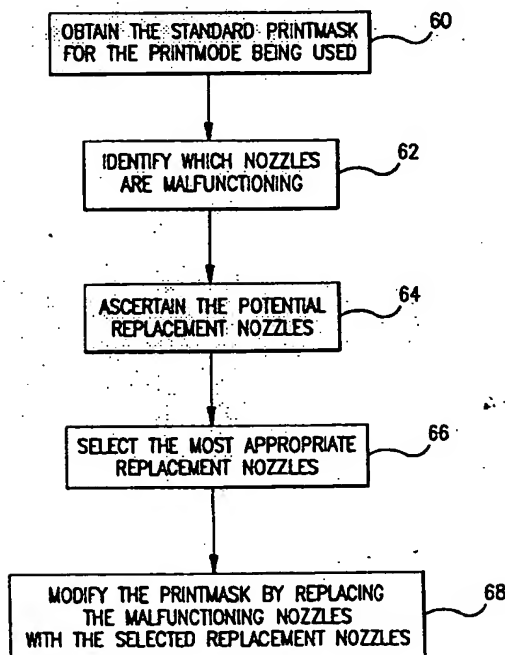 OBTAIN THE STANDARD PRINTMASK
FOR THE PRINTMODE BEING USED
60
IDENTIFY WHICH NOZZLES
ARE MALFUNCTIONING
62
ASCERTAIN THE POTENTIAL
REPLACEMENT NOZZLES
64
SELECT THE MOST APPROPRIATE
REPLACEMENT NOZZLES
66
MODIFY THE PRINTMASK BY REPLACING
THE MALFUNCTIONING NOZZLES
WITH THE SELECTED REPLACEMENT NOZZLES
68